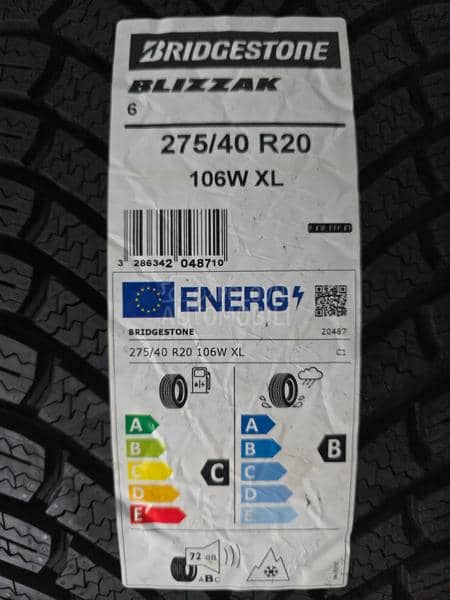 BRIDGESTONE
BLIZZAK
6
275/40 R20
106W XL
3 286342 048710
ENERG
BRIDGESTONE 20487
275/40 R20 106W XL C1
A A
B B B
C C C
D D
E E
72 dB
ABC